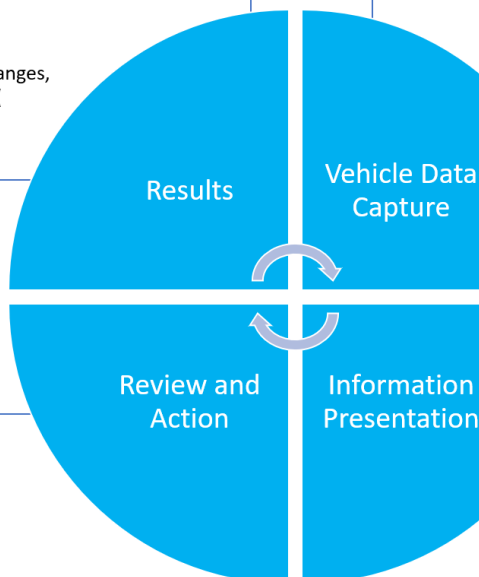 Results
Vehicle Data
Capture
Review and
Action
Information
Presentation